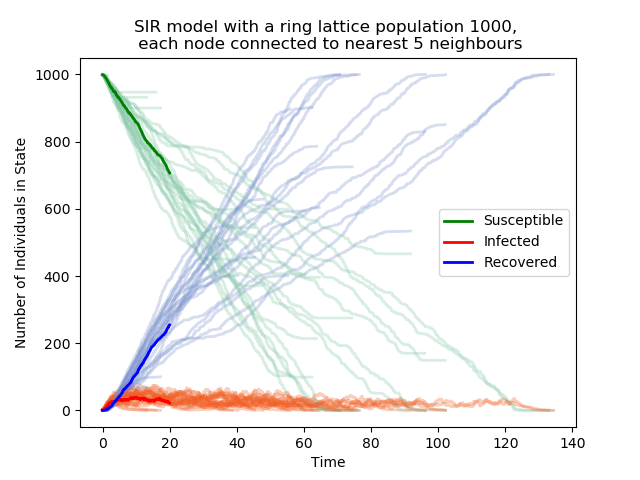 SIR model with a ring lattice population 1000,
each node connected to nearest 5 neighbours
1000
800
600
400
200
0
Number of Individuals in State
Susceptible
Infected
Recovered
0 20 40 60 80 100 120 140
Time